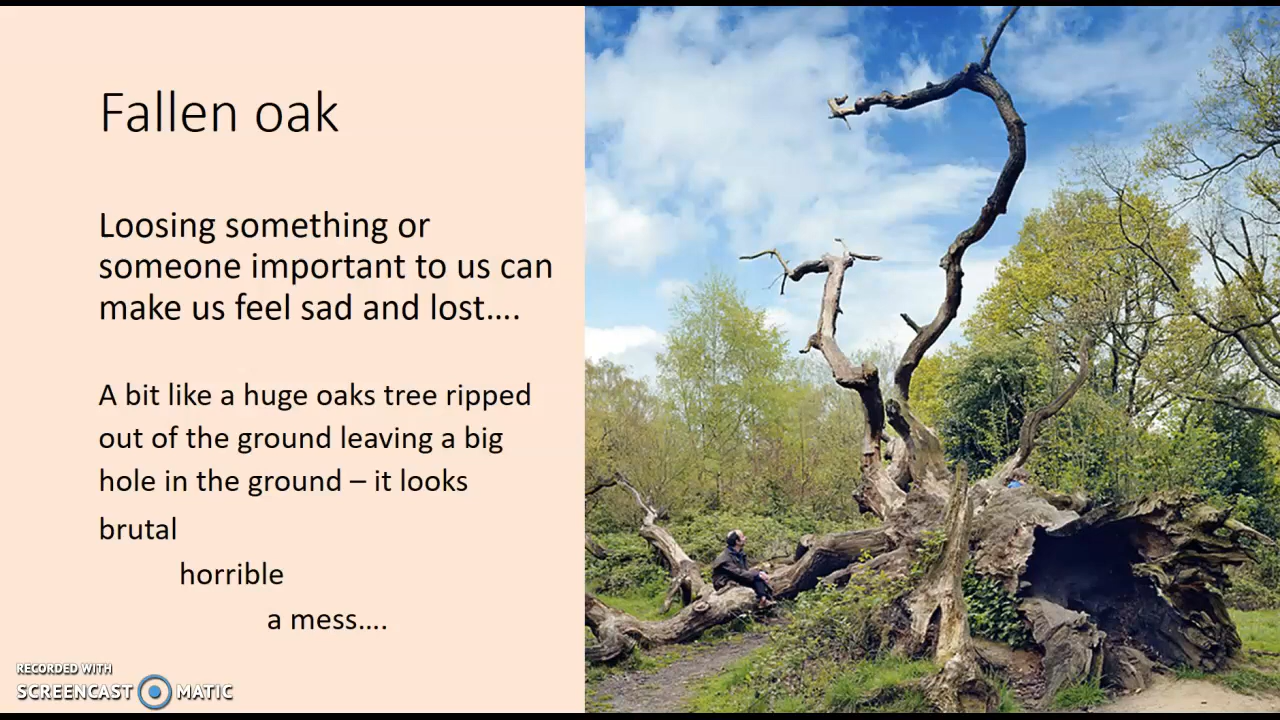 Fallen oak
Loosing something or
someone important to us can
make us feel sad and lost….
A bit like a huge oaks tree ripped
out of the ground leaving a big
hole in the ground – it looks
brutal
horrible
a mess….
RECORDED WITH
SCREENCAST MATIC